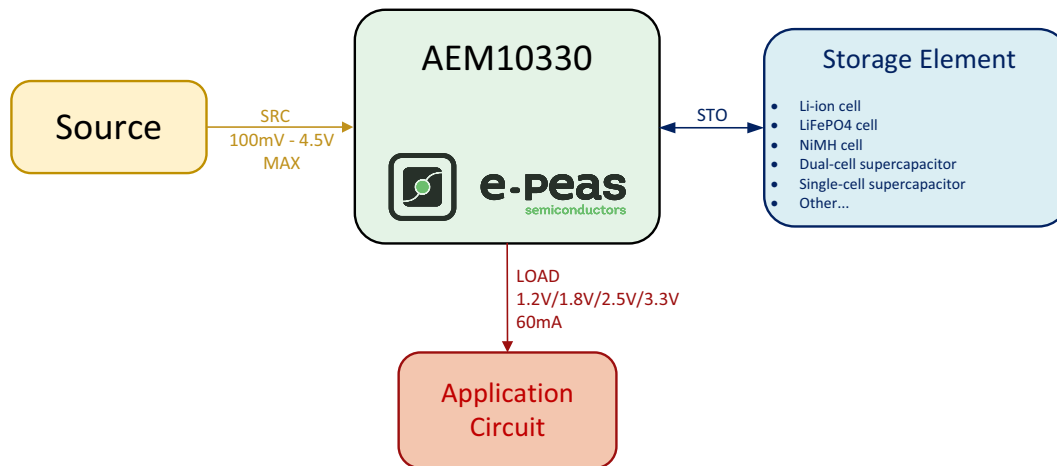 AEM10330
e-peas
semiconductors
Source
SRC
100mV - 4.5V
MAX
STO
Storage Element
• Li-ion cell
• LiFePO4 cell
• NiMH cell
• Dual-cell supercapacitor
• Single-cell supercapacitor
• Other...
LOAD
1.2V/1.8V/2.5V/3.3V
60mA
Application
Circuit